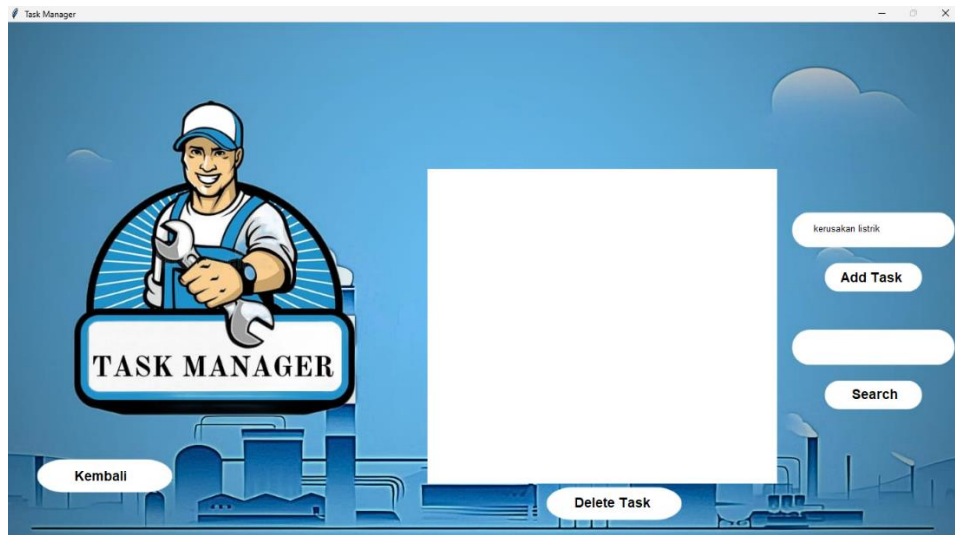 Task Manager
TASK MANAGER
kerusakan listrik
Add Task
Search
Kembali
Delete Task